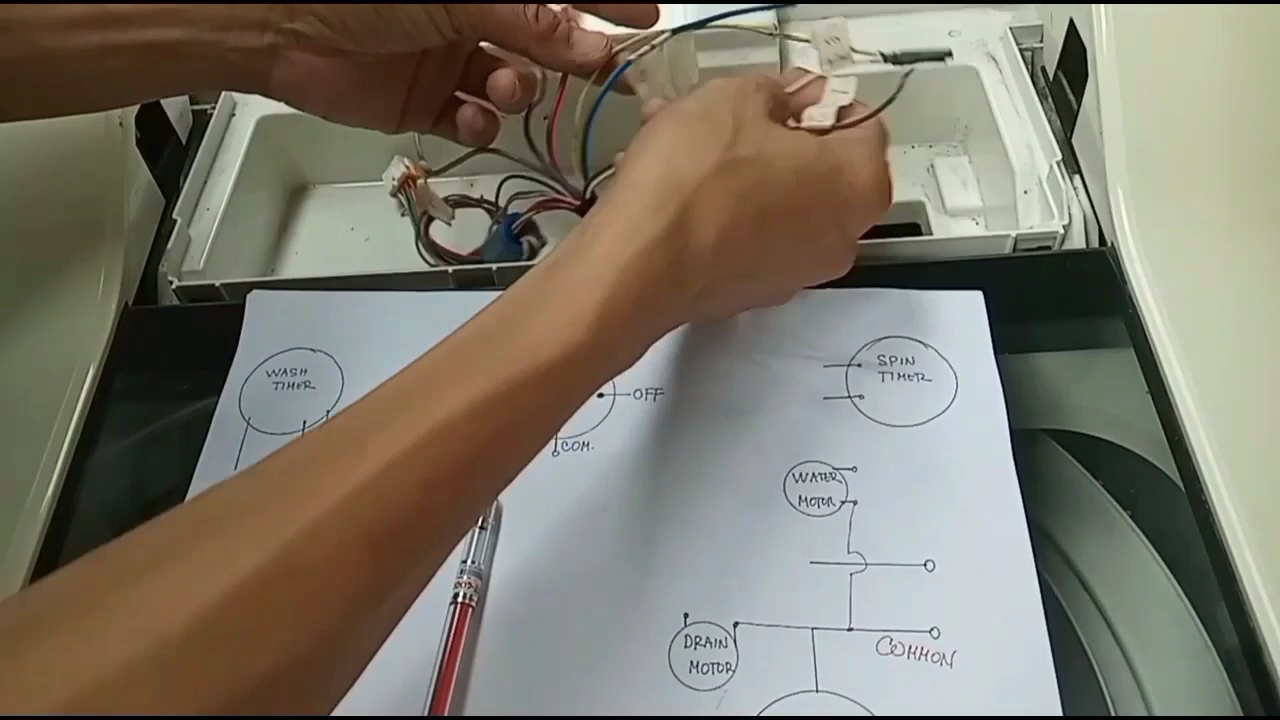 WASH
TIMER
OFF
COM.
SPIN
TIMER
WATER
MOTOR
DRAIN
MOTOR
COMMON